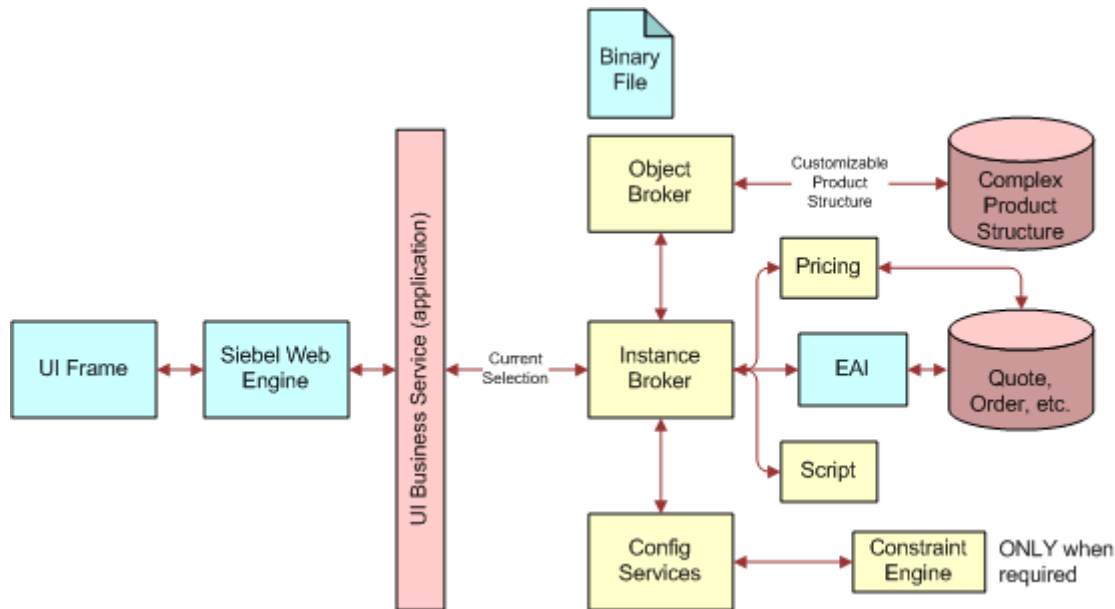 Binary
File
Object
Broker
Customizable
Product
Structure
Complex
Product
Structure
Pricing
UI Frame
Siebel Web
Engine
UI Business Service (application)
Current
Selection
Instance
Broker
EAI
Quote,
Order, etc.
Script
Config
Services
Constraint
Engine
ONLY when
required